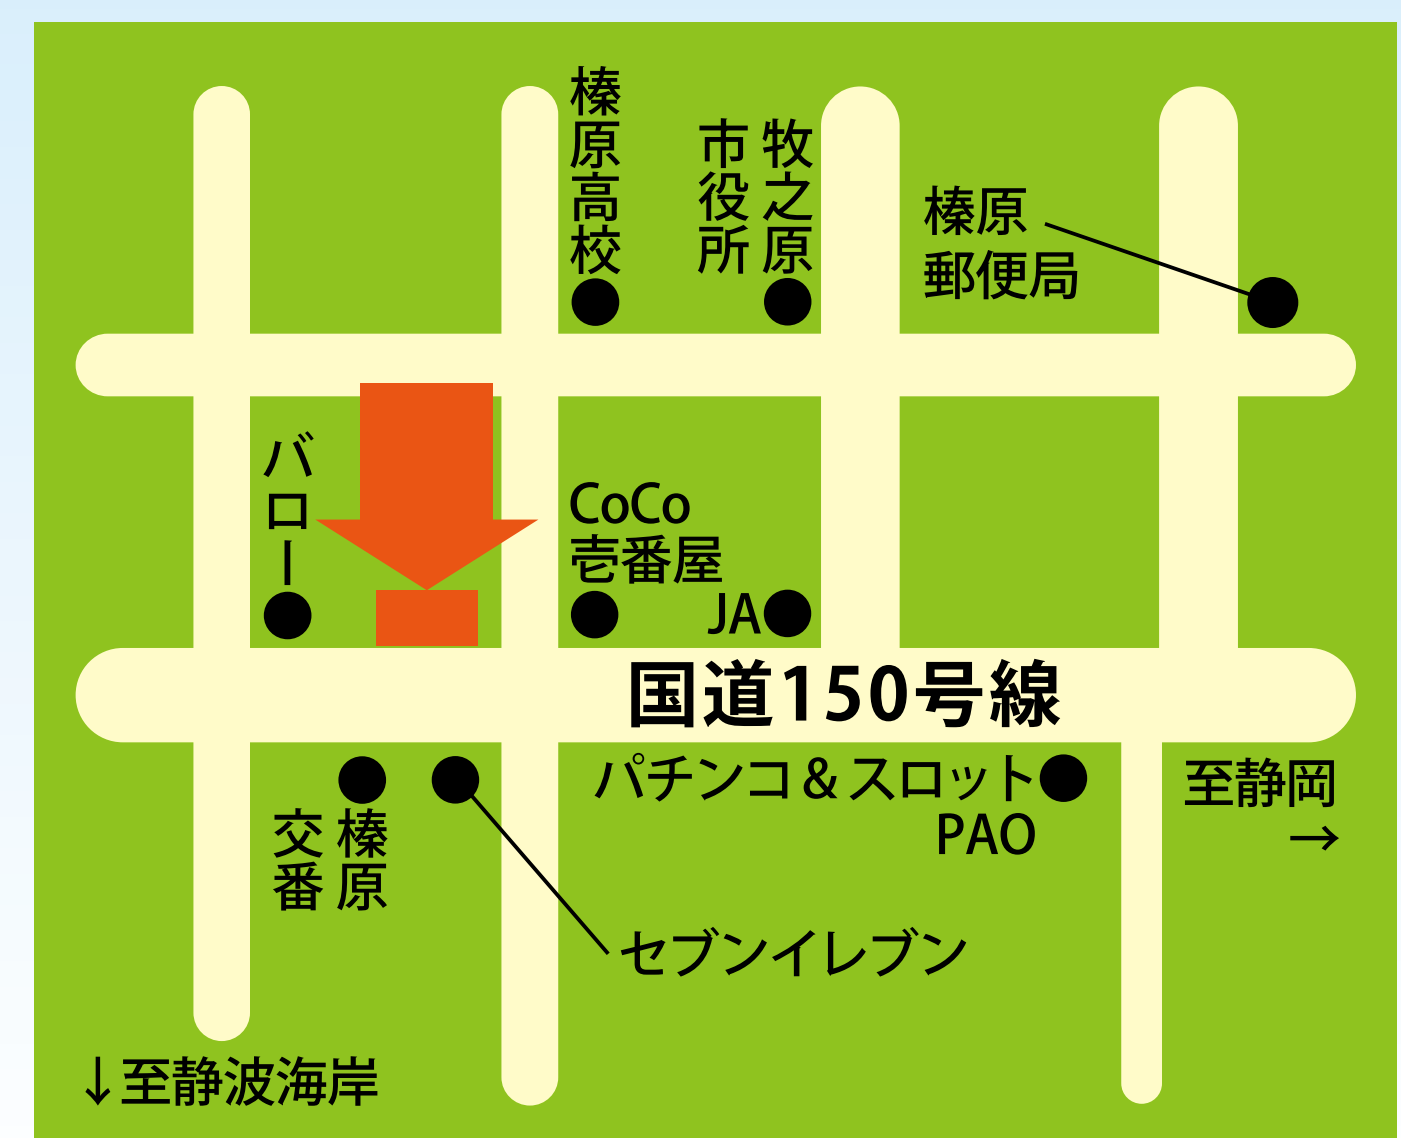 榛原高校
牧之原
市役所
榛原
郵便局
バロー
CoCo
壱番屋
JA
国道150号線
パチンコ&スロット
PAO
至静岡
→
榛原
交番
セブンイレブン
↓至静波海岸